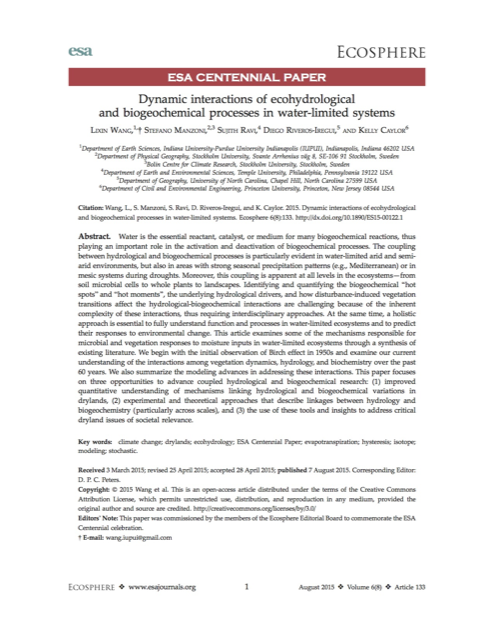 esa
ECOSPHERE
ESA CENTENNIAL PAPER
Dynamic interactions of ecohydrological
and biogeochemical processes in water-limited systems
Lixin Wang,1,† Stefano Manzoni,2,3 Sujith Ravi,4 Diego Riveros-Iregui,5 and Kelly Caylor6
1Department of Earth Sciences, Indiana University-Purdue University Indianapolis (IUPUI), Indianapolis, Indiana 46202 USA
2Department of Physical Geography, Stockholm University, Svante Arrhenius väg 8, SE-106 91 Stockholm, Sweden
3Bolin Centre for Climate Research, Stockholm University, Stockholm, Sweden
4Department of Earth and Environmental Sciences, Temple University, Philadelphia, Pennsylvania 19122 USA
5Department of Geography, University of North Carolina, Chapel Hill, North Carolina 27599 USA
6Department of Civil and Environmental Engineering, Princeton University, Princeton, New Jersey 08544 USA
Citation: Wang, L., S. Manzoni, S. Ravi, D. Riveros-Iregui, and K. Caylor. 2015. Dynamic interactions of ecohydrological
and biogeochemical processes in water-limited systems. Ecosphere 6(8):133. http://dx.doi.org/10.1890/ES15-00122.1
Abstract. Water is the essential reactant, catalyst, or medium for many biogeochemical reactions, thus
playing an important role in the activation and deactivation of biogeochemical processes. The coupling
between hydrological and biogeochemical processes is particularly evident in water-limited arid and semi-
arid environments, but also in areas with strong seasonal precipitation patterns (e.g., Mediterranean) or in
mesic systems during droughts. Moreover, this coupling is apparent at all levels in the ecosystems—from
soil microbial cells to whole plants to landscapes. Identifying and quantifying the biogeochemical “hot
spots” and “hot moments”, the underlying hydrological drivers, and how disturbance-induced vegetation
transitions affect the hydrological-biogeochemical interactions are challenging because of the inherent
complexity of these interactions, thus requiring interdisciplinary approaches. At the same time, a holistic
approach is essential to fully understand function and processes in water-limited ecosystems and to predict
their responses to environmental change. This article examines some of the mechanisms responsible for
microbial and vegetation responses to moisture inputs in water-limited ecosystems through a synthesis of
existing literature. We begin with the initial observation of Birch effect in 1950s and examine our current
understanding of the interactions among vegetation dynamics, hydrology, and biochemistry over the past
60 years. We also summarize the modeling advances in addressing these interactions. This paper focuses
on three opportunities to advance coupled hydrological and biogeochemical research: (1) improved
quantitative understanding of mechanisms linking hydrological and biogeochemical variations in
drylands, (2) experimental and theoretical approaches that describe linkages between hydrology and
biogeochemistry (particularly across scales), and (3) the use of these tools and insights to address critical
dryland issues of societal relevance.
Key words: climate change; drylands; ecohydrology; ESA Centennial Paper; evapotranspiration; hysteresis; isotope;
modeling; stochastic.
Received 3 March 2015; revised 25 April 2015; accepted 28 April 2015; published 7 August 2015. Corresponding Editor:
D. P. C. Peters.
Copyright: © 2015 Wang et al. This is an open-access article distributed under the terms of the Creative Commons
Attribution License, which permits unrestricted use, distribution, and reproduction in any medium, provided the
original author and source are credited. http://creativecommons.org/licenses/by/3.0/
Editors' Note: This paper was commissioned by the members of the Ecosphere Editorial Board to commemorate the ESA
Centennial celebration.
† E-mail: wang.iupui@gmail.com
ECOSPHERE ❖ www.esajournals.org 1 August 2015 ❖ Volume 6(8) ❖ Article 133